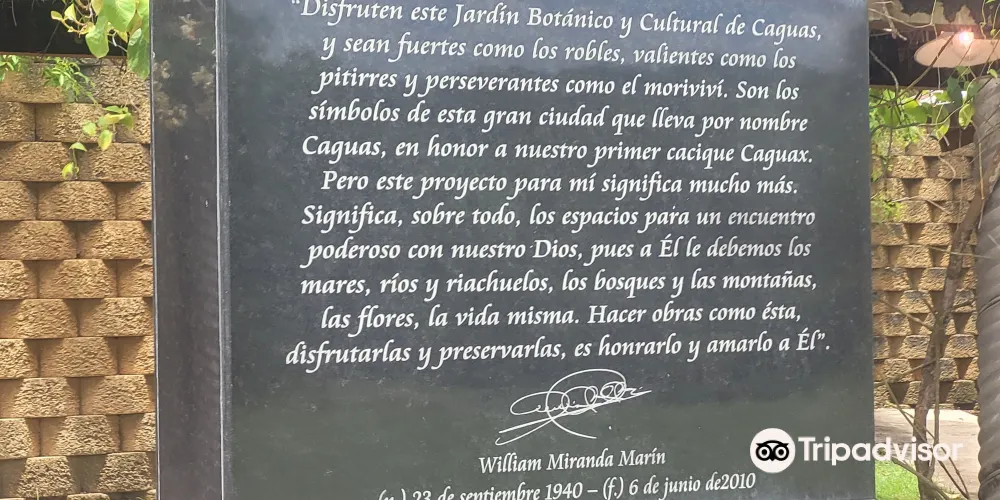 “Disfruten este Jardín Botánico y Cultural de Caguas,
y sean fuertes como los robles, valientes como los
pitirres y perseverantes como el moriviví. Son los
símbolos de esta gran ciudad que lleva por nombre
Caguas, en honor a nuestro primer cacique Caguax.
Pero este proyecto para mí significa mucho más.
Significa, sobre todo, los espacios para un encuentro
poderoso con nuestro Dios, pues a Él le debemos los
mares, ríos y riachuelos, los bosques y las montañas,
las flores, la vida misma. Hacer obras como ésta,
disfrutarlas y preservarlas, es honrarlo y amarlo a Él”.
William Miranda Marín
(n.) 23 de septiembre 1940 – (f.) 6 de junio de2010
Tripadvisor